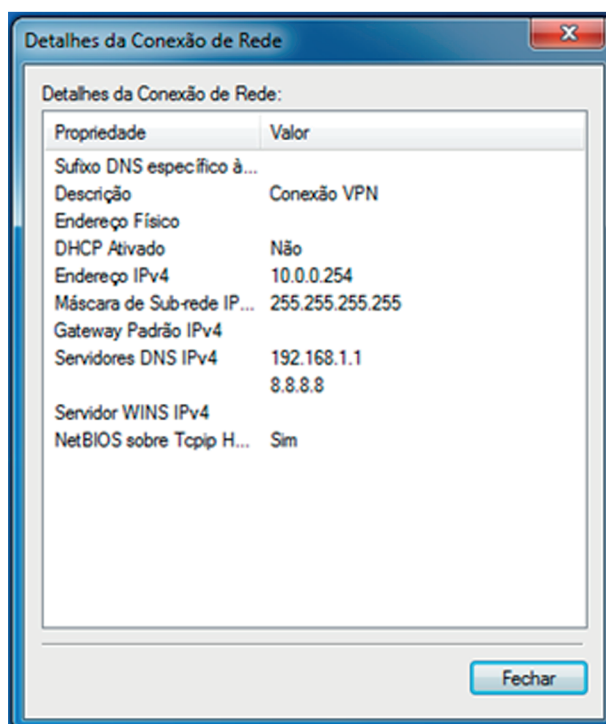 Detalhes da Conexão de Rede
Detalhes da Conexão de Rede:
Propriedade Valor
Sufixo DNS específico à...
Descrição Conexão VPN
Endereço Físico
DHCP Ativado Não
Endereço IPv4 10.0.0.254
Máscara de Sub-rede IP... 255.255.255.255
Gateway Padrão IPv4
Servidores DNS IPv4 192.168.1.1
8.8.8.8
Servidor WINS IPv4
NetBIOS sobre Tcpip H... Sim
Fechar